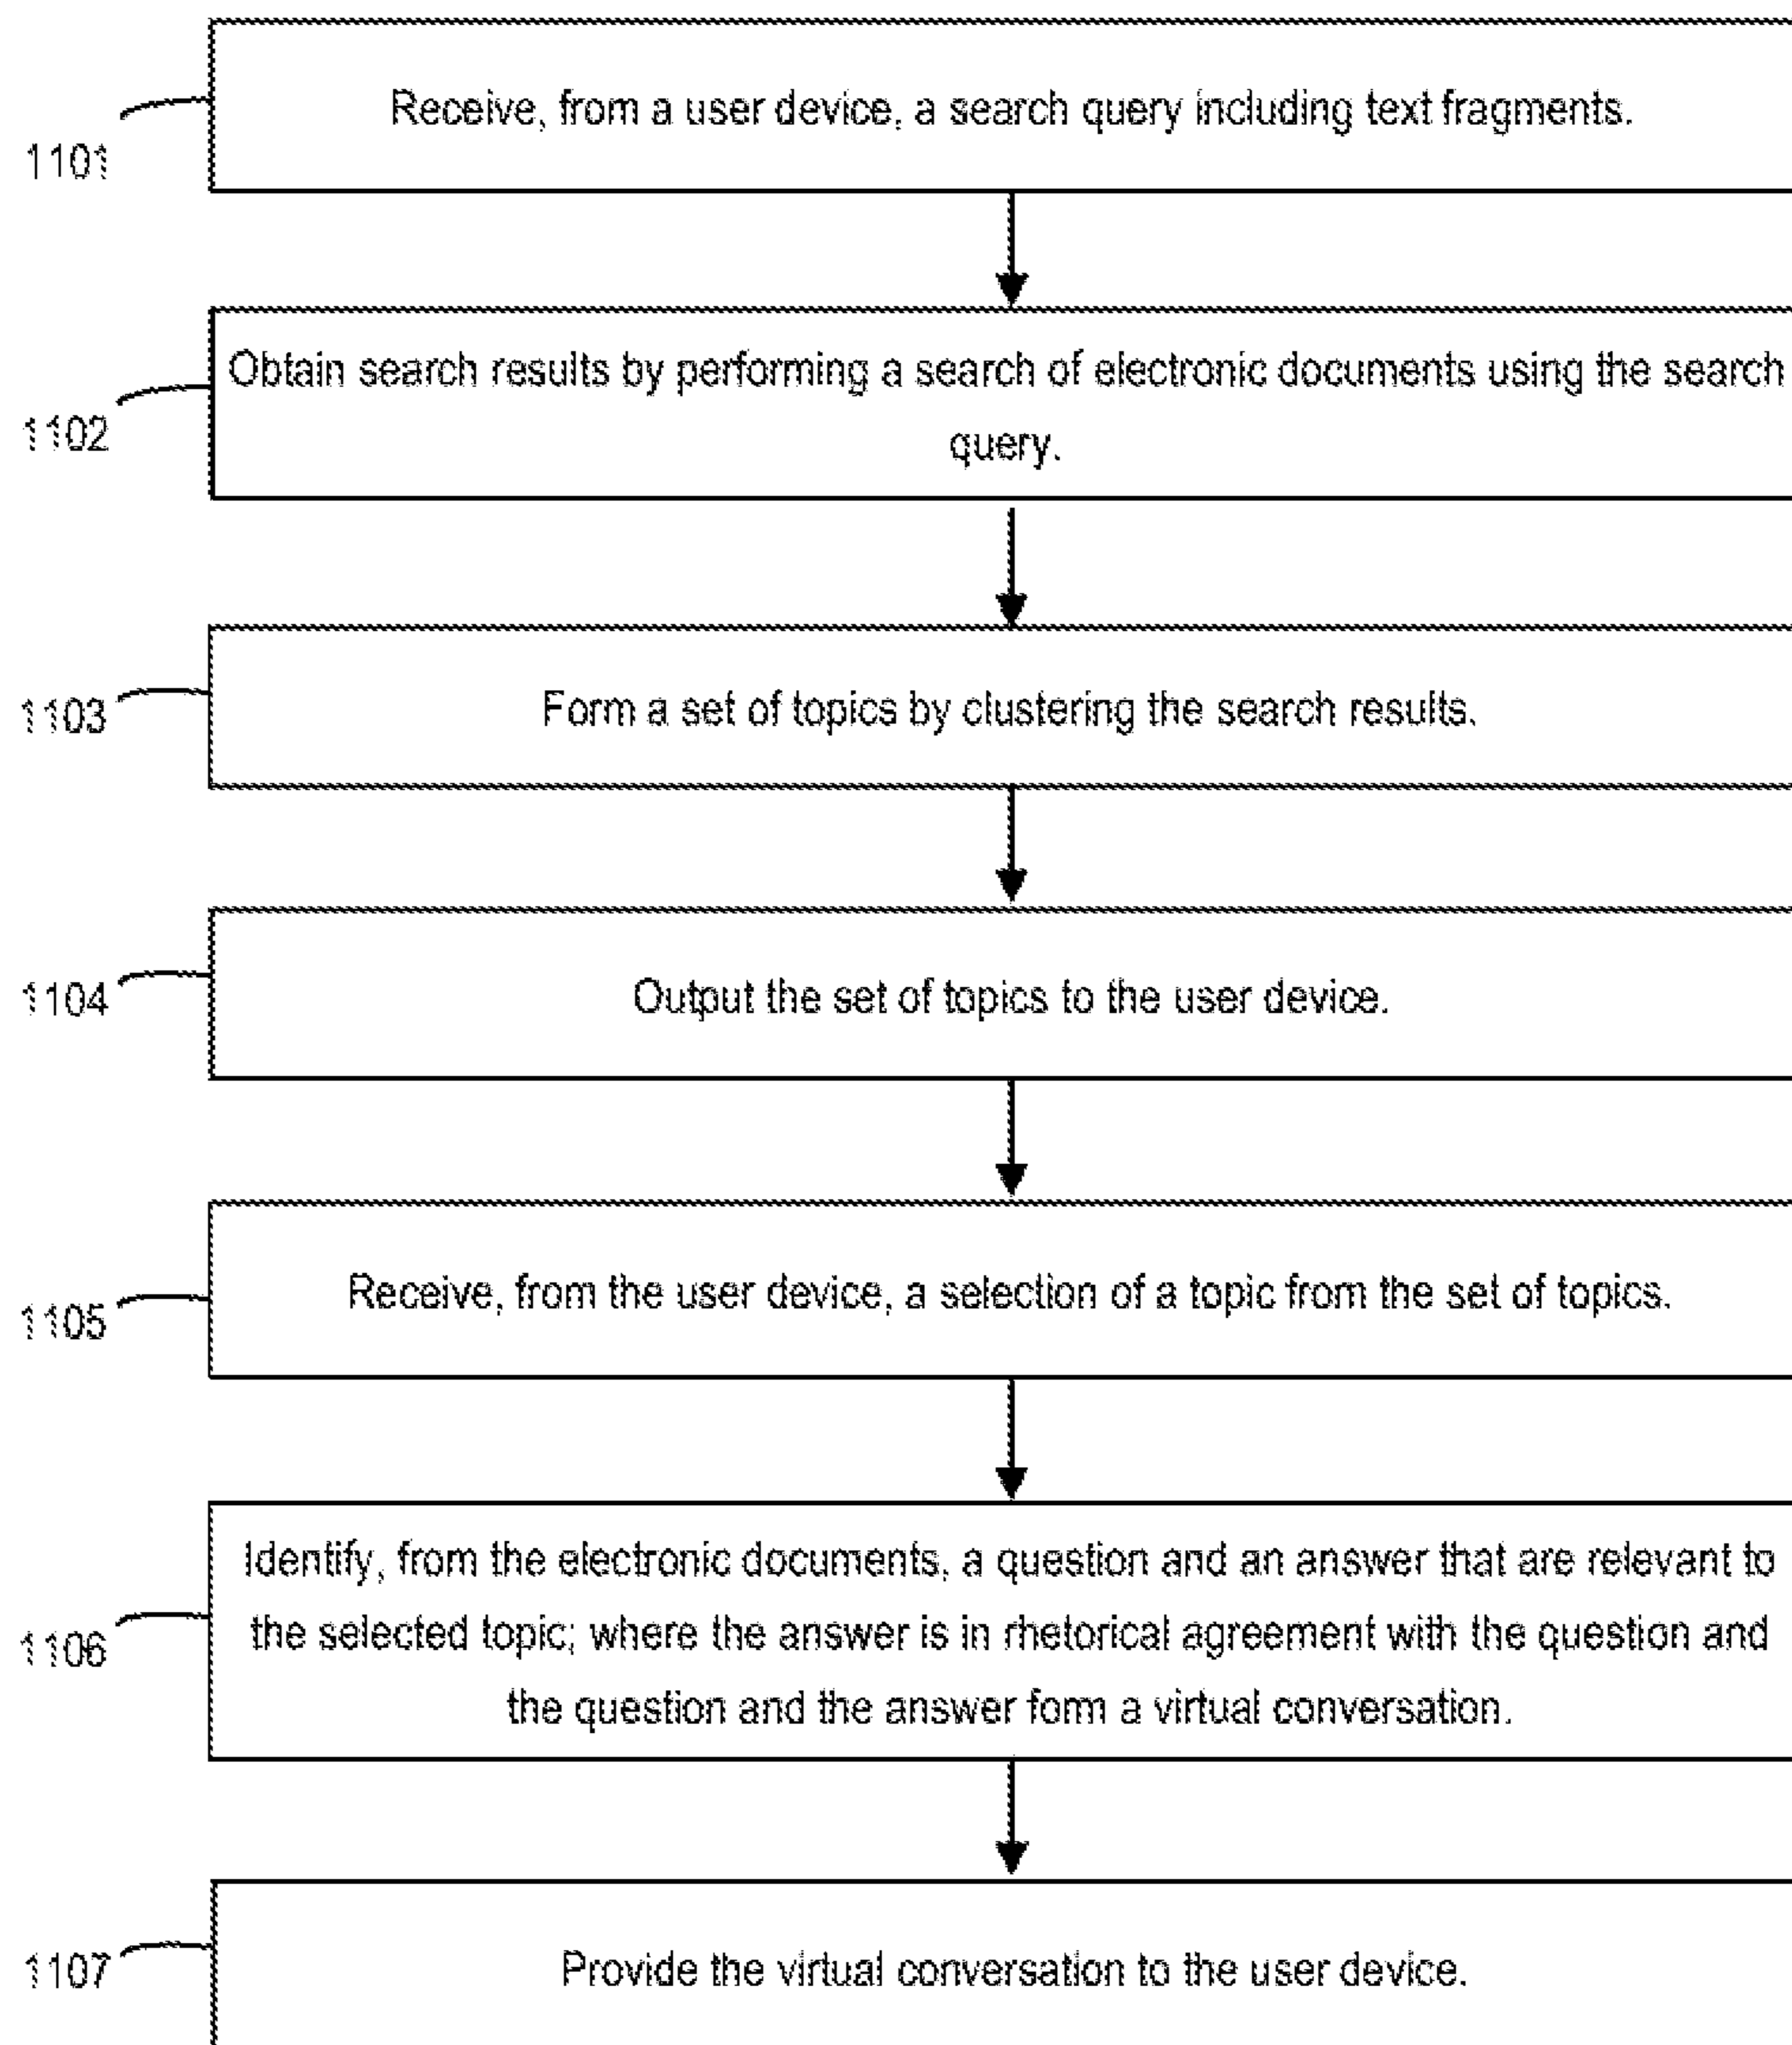 Receive, from a user device, a search query including text fragments.
1101
Obtain search results by performing a search of electronic documents using the search
query.
1102
Form a set of topics by clustering the search results.
1103
Output the set of topics to the user device.
1104
Receive, from the user device, a selection of a topic from the set of topics.
1105
Identify, from the electronic documents, a question and an answer that are relevant to
the selected topic; where the answer is in rhetorical agreement with the question and
the question and the answer form a virtual conversation.
1106
Provide the virtual conversation to the user device.
1107